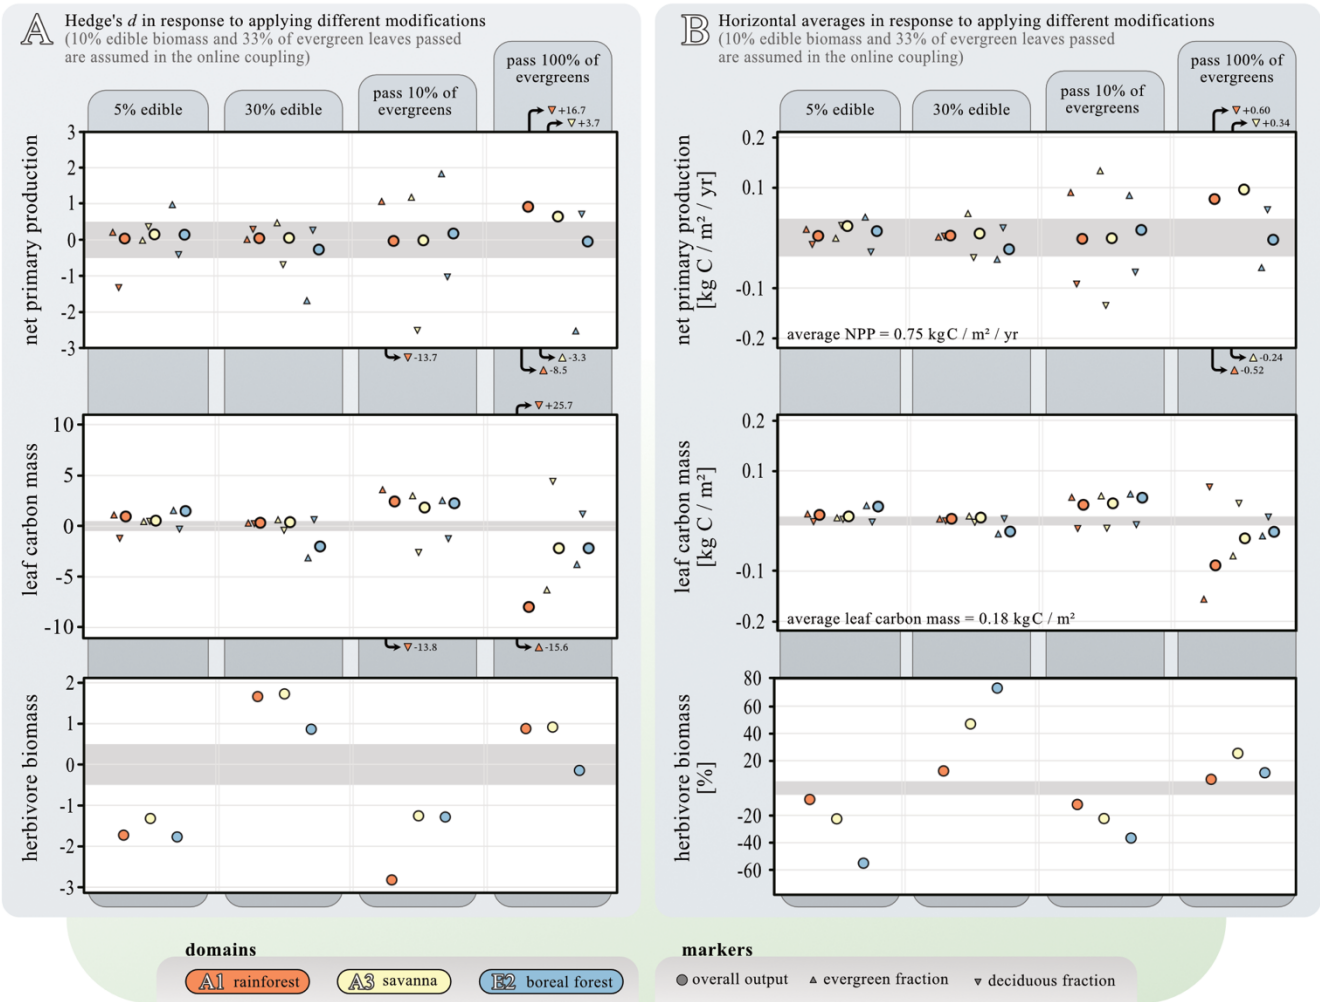 A
Hedge's d in response to applying different modifications
(10% edible biomass and 33% of evergreen leaves passed
are assumed in the online coupling)
5% edible
30% edible
pass 10% of
evergreens
pass 100% of
evergreens
+16.7
+3.7
net primary production
3
2
1
0
-1
-2
-3
-13.7
-3.3
-8.5
+25.7
leaf carbon mass
10
5
0
-5
-10
-13.8
-15.6
herbivore biomass
2
1
0
-1
-2
-3
B
Horizontal averages in response to applying different modifications
(10% edible biomass and 33% of evergreen leaves passed
are assumed in the online coupling)
5% edible
30% edible
pass 10% of
evergreens
pass 100% of
evergreens
+0.60
+0.34
net primary production
[kg C / m² / yr]
0.2
0.1
-0.1
-0.2
average NPP = 0.75 kgC / m² / yr
-0.24
-0.52
leaf carbon mass
[kg C / m²]
0.2
0.1
-0.1
-0.2
average leaf carbon mass = 0.18 kgC / m²
herbivore biomass
[%]
80
60
40
20
-20
-40
-60
domains
A1 rainforest
A3 savanna
E2 boreal forest
markers
overall output
evergreen fraction
deciduous fraction